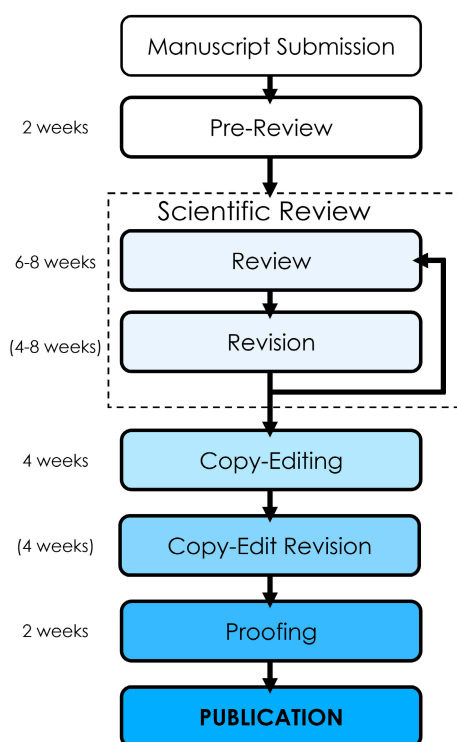 Manuscript Submission
2 weeks
Pre-Review
Scientific Review
6-8 weeks
Review
(4-8 weeks)
Revision
4 weeks
Copy-Editing
(4 weeks)
Copy-Edit Revision
2 weeks
Proofing
PUBLICATION